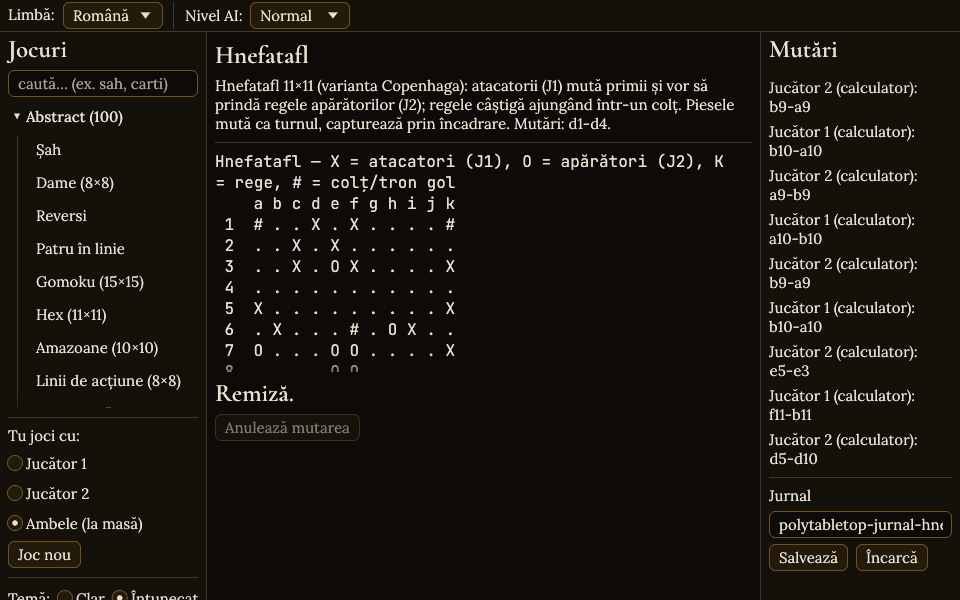 Limbă: Română ▼ Nivel AI: Normal ▼
Jocuri
caută... (ex. sah, carti)
▼ Abstract (100)
Șah
Dame (8×8)
Reversi
Patru în linie
Gomoku (15×15)
Hex (11×11)
Amazoane (10×10)
Linii de acțiune (8×8)
Tu joci cu:
Jucător 1
Jucător 2
Ambele (la masă)
Joc nou
Temă: Clar Întunecat
Hnefatafl
Hnefatafl 11×11 (varianta Copenhaga): atacatorii (J1) mută primii și vor să
prindă regele apărătorilor (J2); regele câștigă ajungând într-un colț. Piesele
mută ca turnul, capturează prin încadrare. Mutări: d1-d4.
Hnefatafl — X = atacatori (J1), O = apărători (J2), K
= rege, # = colț/tron gol
a b c d e f g h i j k
1 # . . X . X . . . . #
2 . . X . X . . . . . .
3 . . X . O X . . . . X
4 . . . . . . . . . . .
5 X . . . . . . . . . X
6 . X . . . # . O X . .
7 O . . . O O . . . . X
Remiză.
Anulează mutarea
Mutări
Jucător 2 (calculator):
b9-a9
Jucător 1 (calculator):
b10-a10
Jucător 2 (calculator):
a9-b9
Jucător 1 (calculator):
a10-b10
Jucător 2 (calculator):
b9-a9
Jucător 1 (calculator):
b10-a10
Jucător 2 (calculator):
e5-e3
Jucător 1 (calculator):
f11-b11
Jucător 2 (calculator):
d5-d10
Jurnal
polytabletop-jurnal-hne
Salvează Încarcă